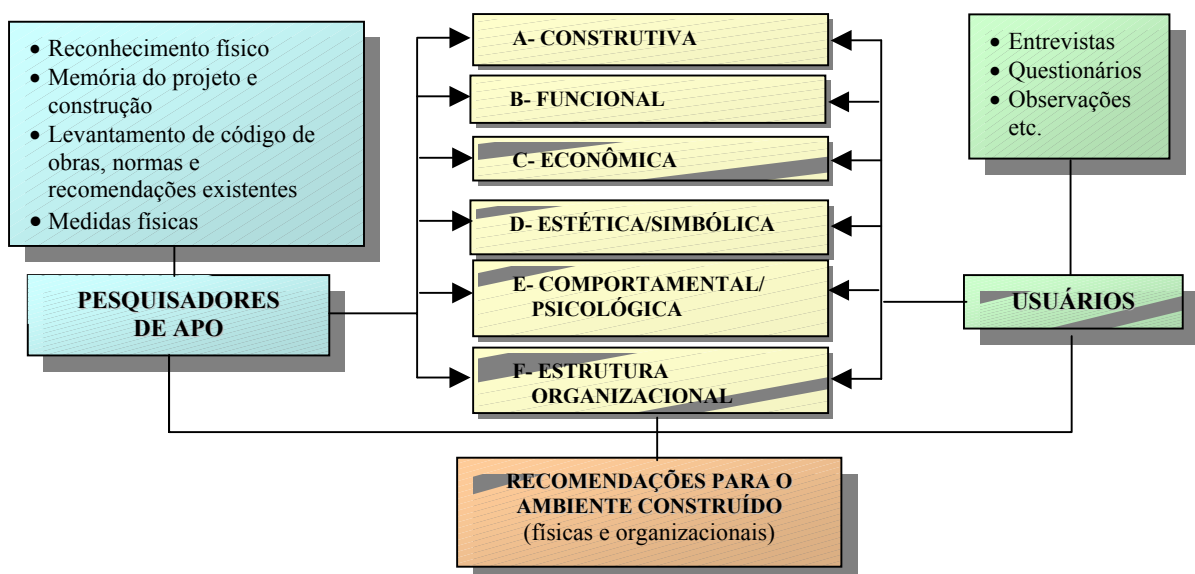 • Reconhecimento físico
• Memória do projeto e
construção
• Levantamento de código de
obras, normas e
recomendações existentes
• Medidas físicas
PESQUISADORES
DE APO
A- CONSTRUTIVA
B- FUNCIONAL
C- ECONÔMICA
D- ESTÉTICA/SIMBÓLICA
E- COMPORTAMENTAL/
PSICOLÓGICA
F- ESTRUTURA
ORGANIZACIONAL
• Entrevistas
• Questionários
• Observações
etc.
USUÁRIOS
RECOMENDAÇÕES PARA O
AMBIENTE CONSTRUÍDO
(físicas e organizacionais)